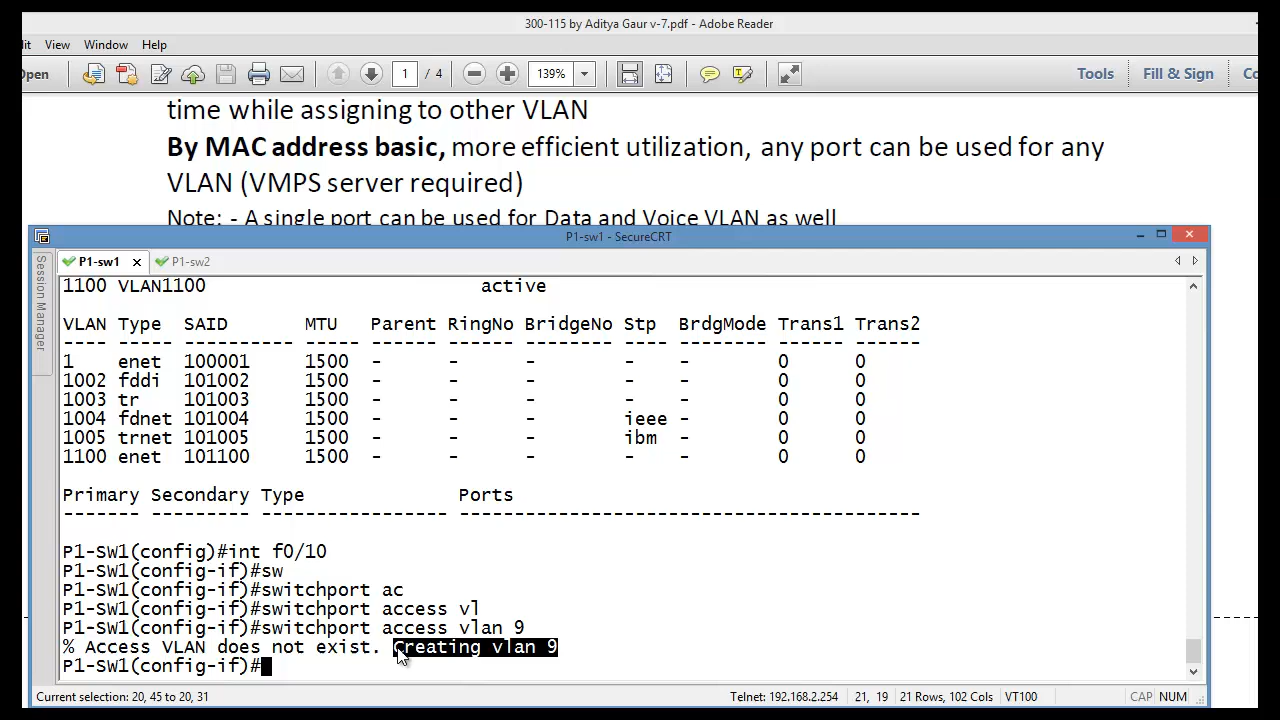 300-115 by Aditya Gaur v-7.pdf - Adobe Reader
it View Window Help
Open 1 / 4 139% Tools Fill & Sign Co
time while assigning to other VLAN
By MAC address basic, more efficient utilization, any port can be used for any
VLAN (VMPS server required)
Note: - A single port can be used for Data and Voice VLAN as well
P1-sw1 - SecureCRT
P1-sw1 P1-sw2
Session Manager
1100 VLAN1100 active
VLAN Type SAID MTU Parent RingNo BridgeNo Stp BrdgMode Trans1 Trans2
---- ----- ---------- ----- ------ ------ -------- ---- -------- ------ ------
1 enet 100001 1500 - - - - - 0 0
1002 fddi 101002 1500 - - - - - 0 0
1003 tr 101003 1500 - - - - - 0 0
1004 fdnet 101004 1500 - - - ieee - 0 0
1005 trnet 101005 1500 - - - ibm - 0 0
1100 enet 101100 1500 - - - - - 0 0
Primary Secondary Type Ports
------- --------- ----------------- ------------------------------------------
P1-SW1(config)#int f0/10
P1-SW1(config-if)#sw
P1-SW1(config-if)#switchport ac
P1-SW1(config-if)#switchport access vl
P1-SW1(config-if)#switchport access vlan 9
% Access VLAN does not exist. Creating vlan 9
P1-SW1(config-if)#
Current selection: 20, 45 to 20, 31 Telnet: 192.168.2.254 21, 19 21 Rows, 102 Cols VT100 CAP NUM